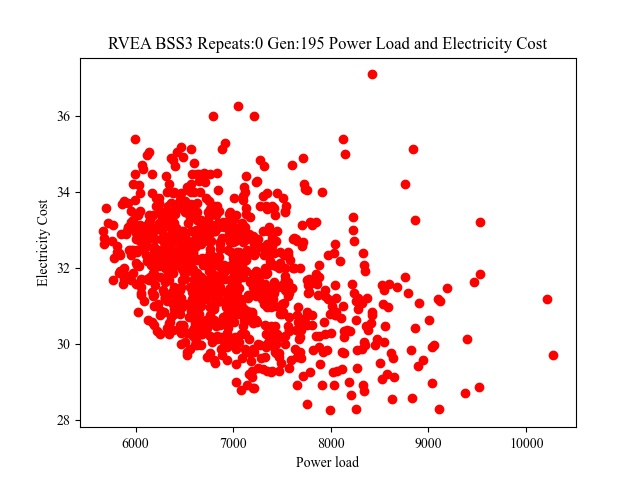 RVEA BSS3 Repeats:0 Gen:195 Power Load and Electricity Cost
36
34
32
30
28
Electricity Cost
6000 7000 8000 9000 10000
Power load